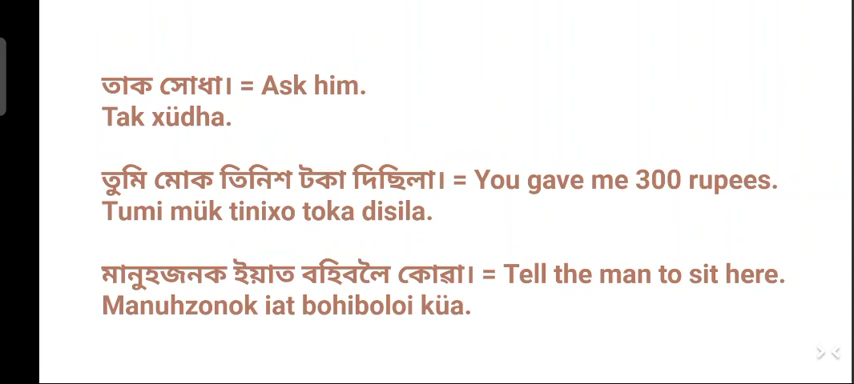 তাক সোধা। = Ask him.
Tak xüdha.
তুমি মোক তিনিশ টকা দিছিলা। = You gave me 300 rupees.
Tumi mük tinixo toka disila.
মানুহজনক ইয়াত বহিবলৈ কোৱা। = Tell the man to sit here.
Manuhzonok iat bohiboloi küa.